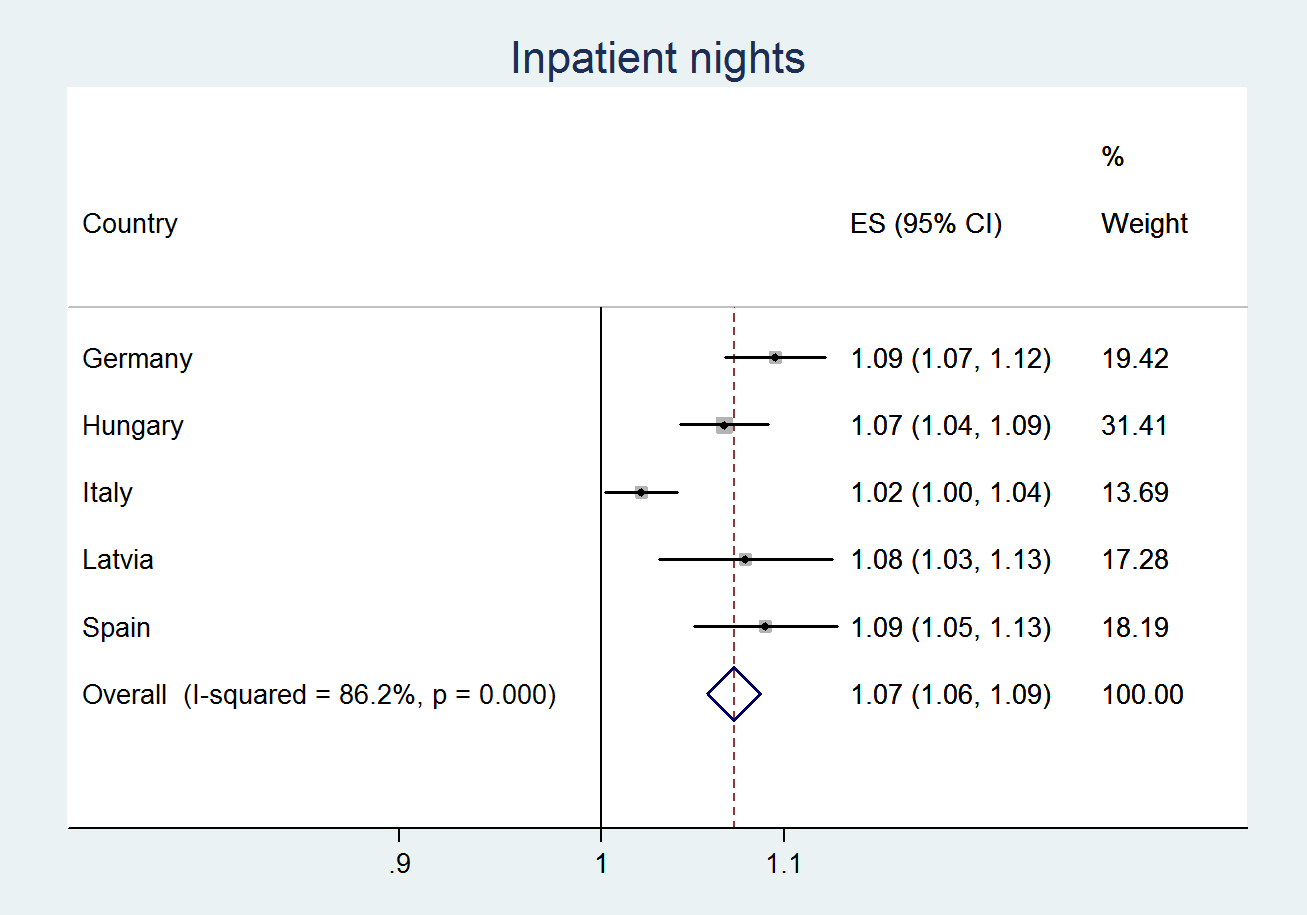 Inpatient nights
%
Country ES (95% CI) Weight
Germany 1.09 (1.07, 1.12) 19.42
Hungary 1.07 (1.04, 1.09) 31.41
Italy 1.02 (1.00, 1.04) 13.69
Latvia 1.08 (1.03, 1.13) 17.28
Spain 1.09 (1.05, 1.13) 18.19
Overall (I-squared = 86.2%, p = 0.000) 1.07 (1.06, 1.09) 100.00
.9 1 1.1